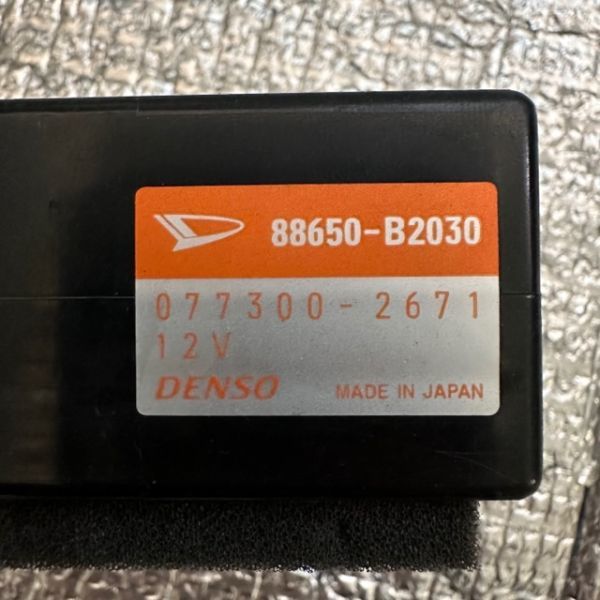 88650-B2030
077300-2671
12V
DENSO MADE IN JAPAN